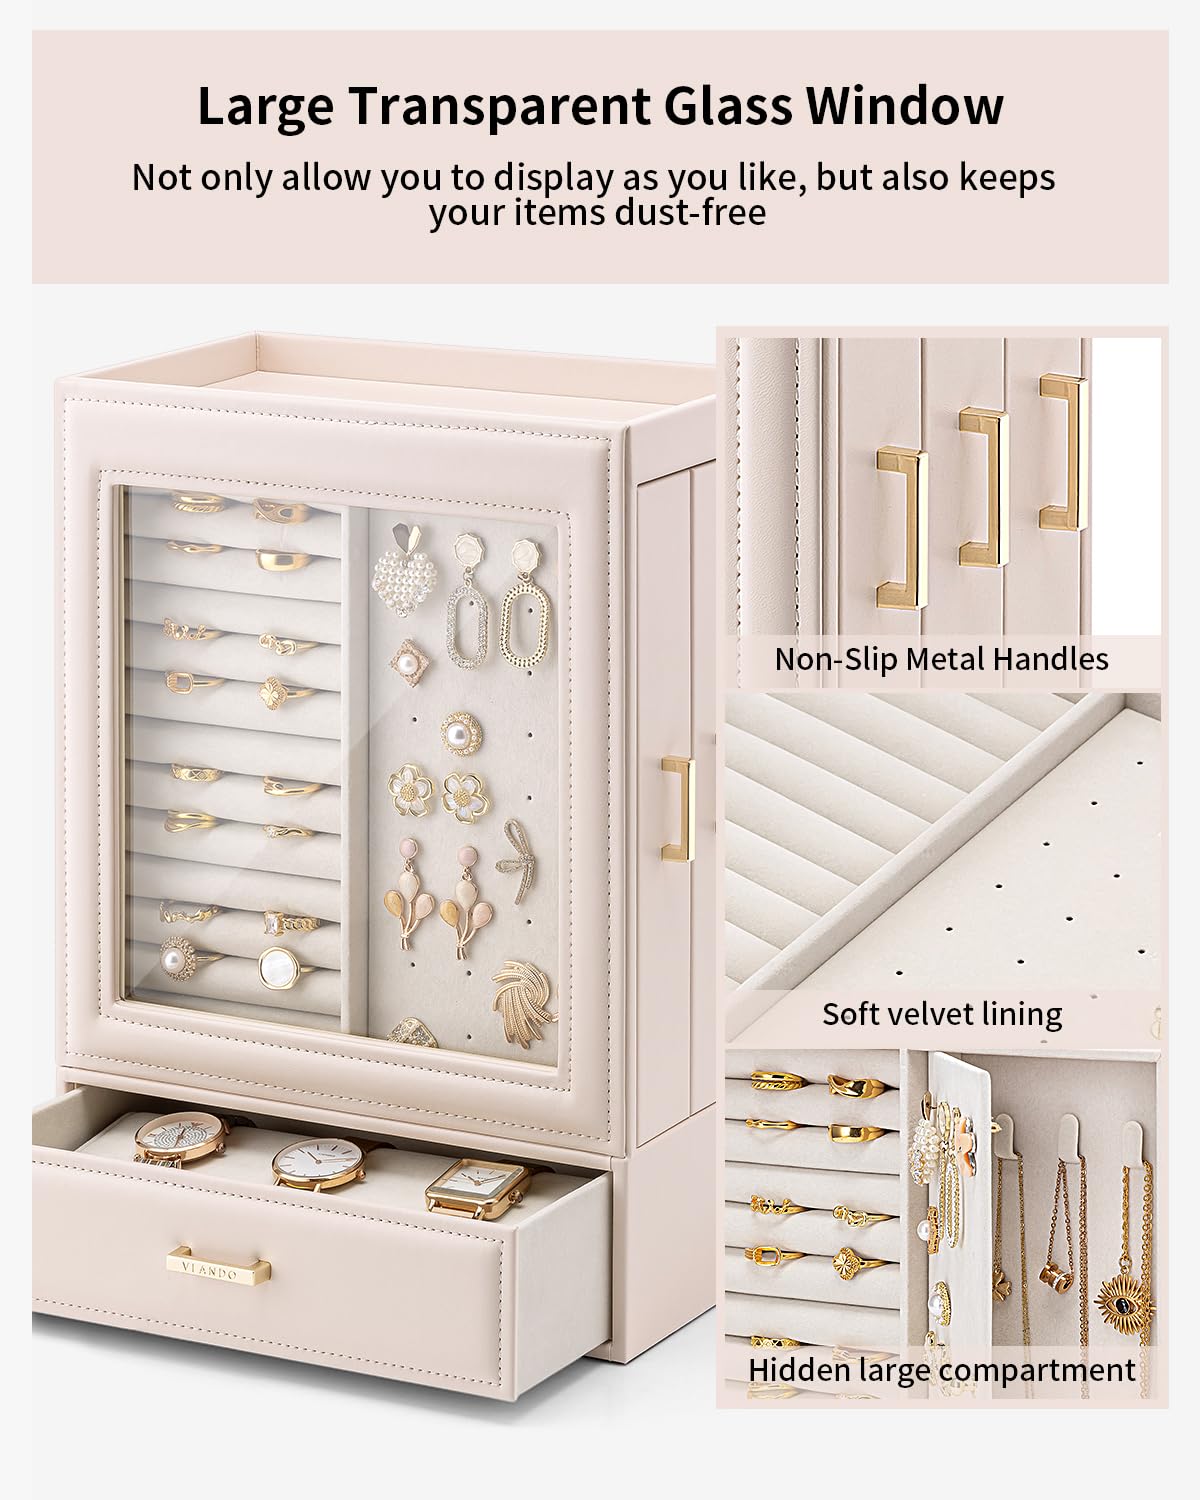 Large Transparent Glass Window
Not only allow you to display as you like, but also keeps
your items dust-free
Non-Slip Metal Handles
Soft velvet lining
VLANDO
Hidden large compartment